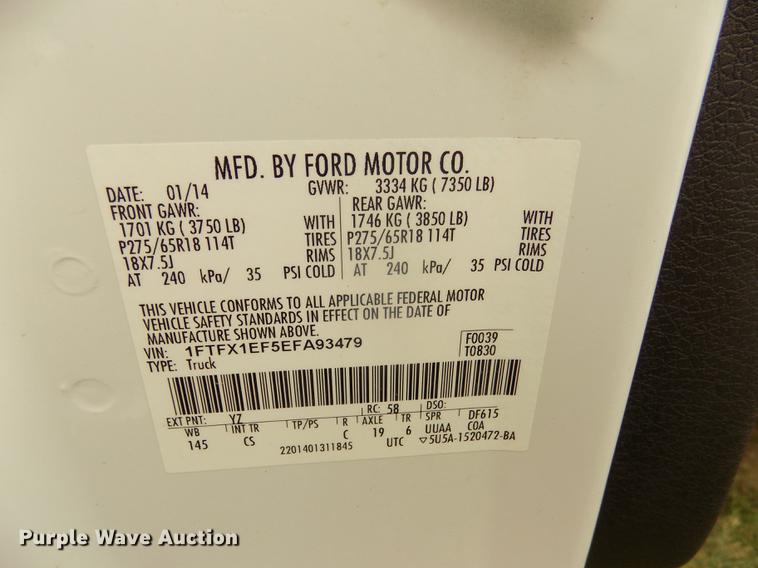 MFD. BY FORD MOTOR CO.
DATE: 01/14 GVWR: 3334 KG ( 7350 LB)
FRONT GAWR: REAR GAWR:
1701 KG ( 3750 LB) WITH 1746 KG ( 3850 LB) WITH
P275/65R18 114T TIRES P275/65R18 114T TIRES
18X7.5J RIMS 18X7.5J RIMS
AT 240 kPa/ 35 PSI COLD AT 240 kPa/ 35 PSI COLD
THIS VEHICLE CONFORMS TO ALL APPLICABLE FEDERAL MOTOR
VEHICLE SAFETY STANDARDS IN EFFECT ON THE DATE OF
MANUFACTURE SHOWN ABOVE.
VIN: 1FTFX1EF5EFA93479 F0039
TYPE: Truck T0830
EXT PNT: YZ RC: 58 DSO:
WB INT TR TP/PS R AXLE TR SPR DF615
145 CS C 19 6 UUAA COA
2201401311845 UTC ▽5U5A-1520472-BA
Purple Wave Auction